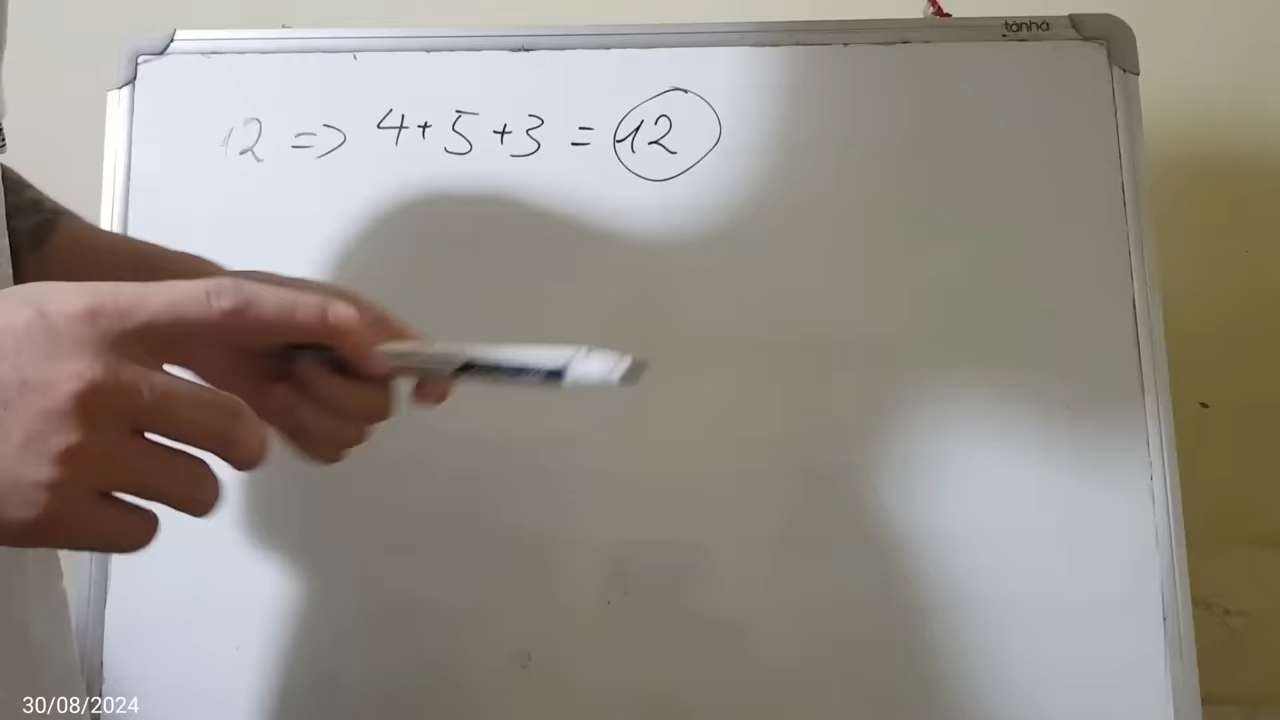 tánhá
12 => 4+5+3 = 12
30/08/2024